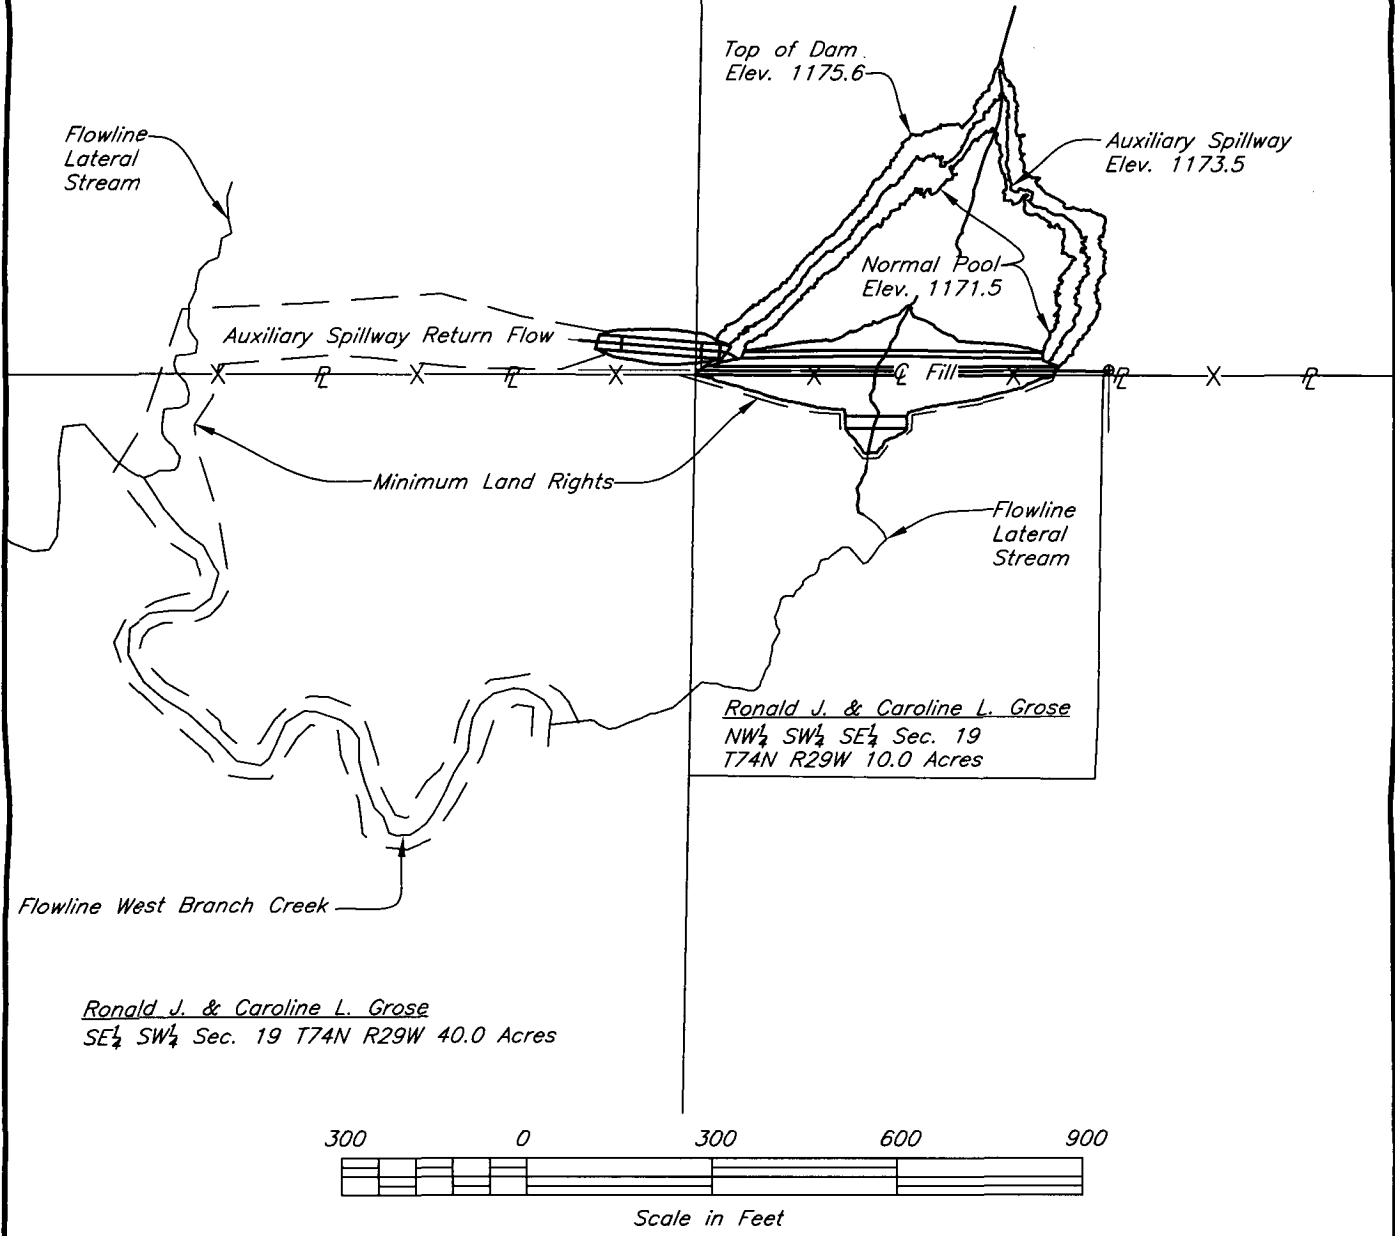 Top of Dam
Elev. 1175.6
Flowline
Lateral
Stream
Auxiliary Spillway
Elev. 1173.5
Normal Pool
Elev. 1171.5
Auxiliary Spillway Return Flow
X ⅊ X ⅊ X X ℄ Fill X ⅊ X ⅊
Minimum Land Rights
Flowline
Lateral
Stream
Ronald J. & Caroline L. Grose
NW¼ SW¼ SE¼ Sec. 19
T74N R29W 10.0 Acres
Flowline West Branch Creek
Ronald J. & Caroline L. Grose
SE¼ SW¼ Sec. 19 T74N R29W 40.0 Acres
300 0 300 600 900
Scale in Feet